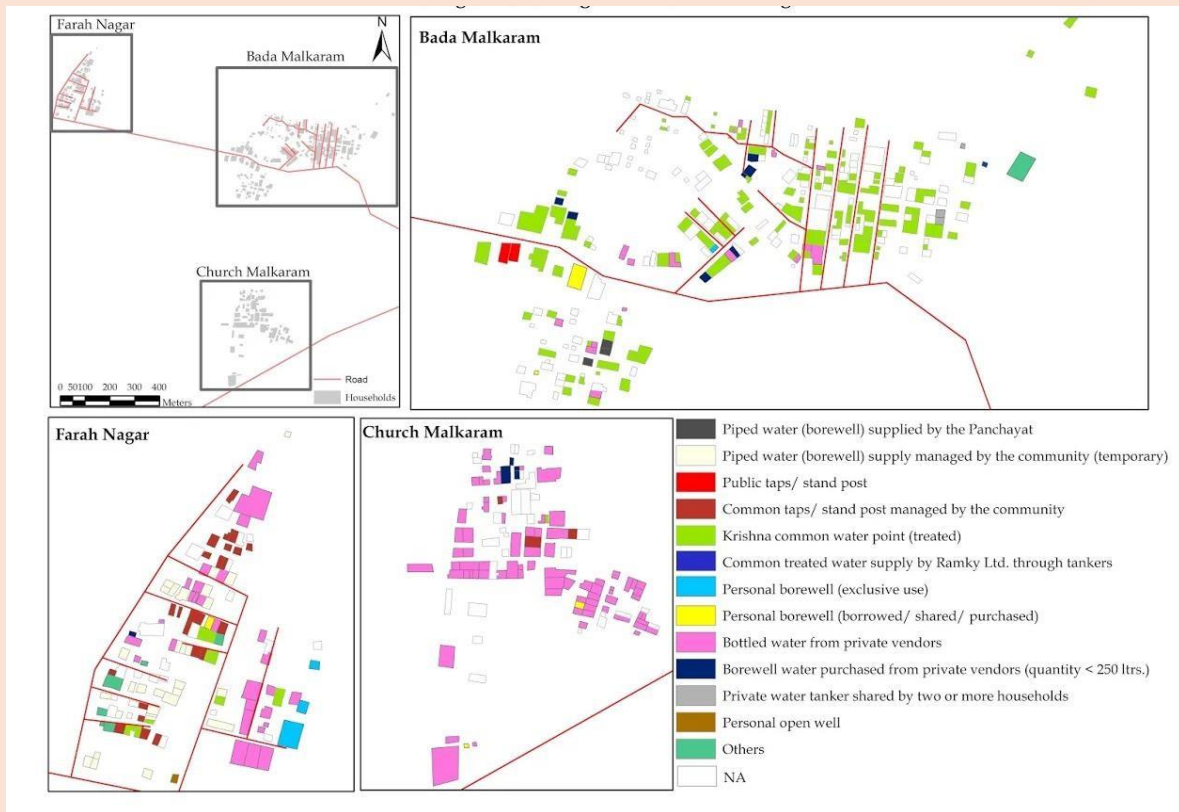 Farah Nagar
N
Bada Malkaram
Church Malkaram
Road
Households
0 50100 200 300 400
Meters
Bada Malkaram
Farah Nagar
Church Malkaram
Piped water (borewell) supplied by the Panchayat
Piped water (borewell) supply managed by the community (temporary)
Public taps/ stand post
Common taps/ stand post managed by the community
Krishna common water point (treated)
Common treated water supply by Ramky Ltd. through tankers
Personal borewell (exclusive use)
Personal borewell (borrowed/ shared/ purchased)
Bottled water from private vendors
Borewell water purchased from private vendors (quantity < 250 ltrs.)
Private water tanker shared by two or more households
Personal open well
Others
NA